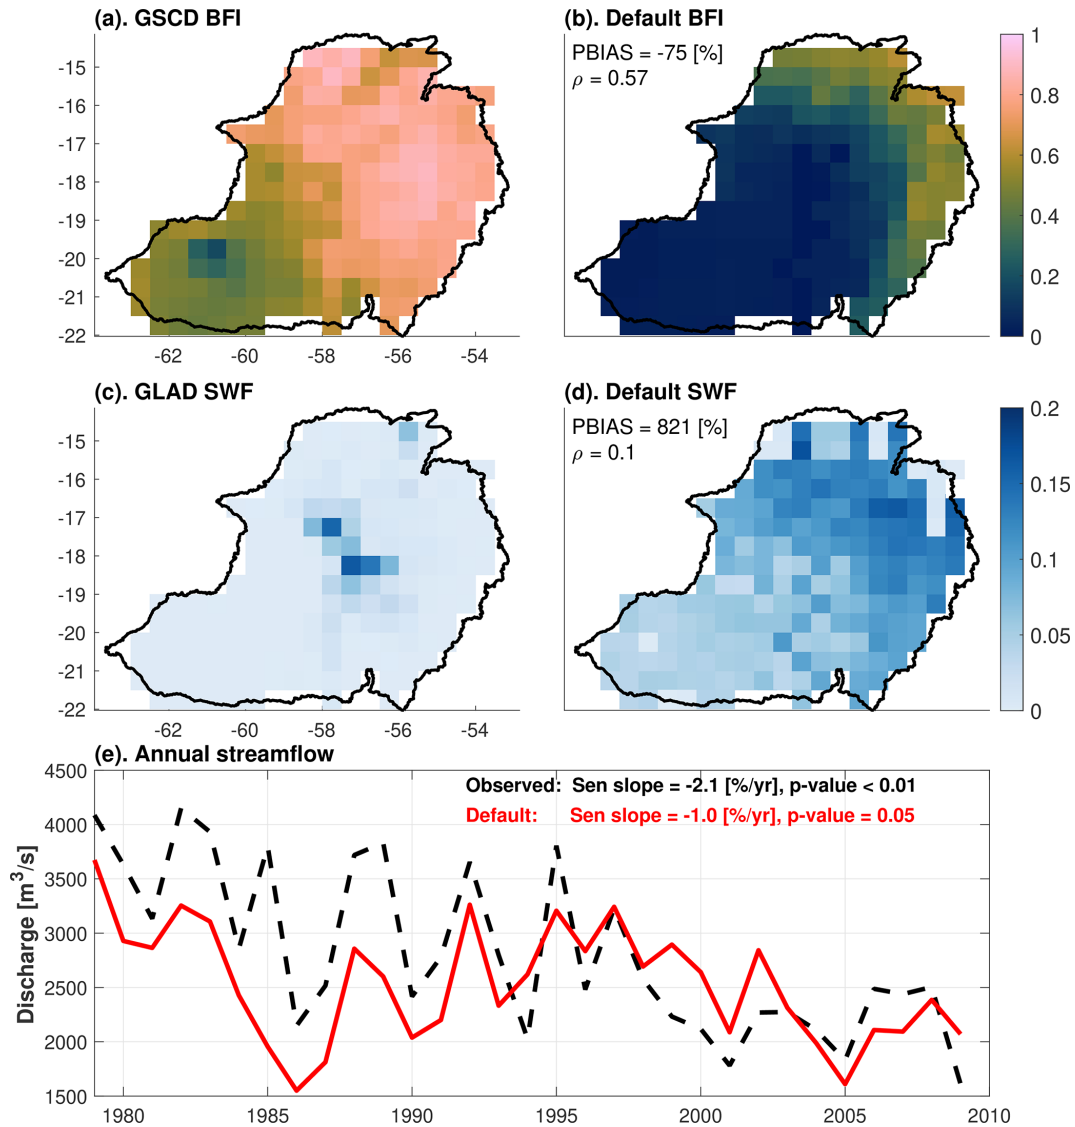 (a). GSCD BFI
(b). Default BFI
PBIAS = -75 [%]
ρ = 0.57
-15
-16
-17
-18
-19
-20
-21
-22
-62 -60 -58 -56 -54
1
0.8
0.6
0.4
0.2
0
(c). GLAD SWF
(d). Default SWF
PBIAS = 821 [%]
ρ = 0.1
-15
-16
-17
-18
-19
-20
-21
-22
-62 -60 -58 -56 -54
0.2
0.15
0.1
0.05
0
(e). Annual streamflow
Observed: Sen slope = -2.1 [%/yr], p-value < 0.01
Default: Sen slope = -1.0 [%/yr], p-value = 0.05
Discharge [m³/s]
4500
4000
3500
3000
2500
2000
1500
1980 1985 1990 1995 2000 2005 2010